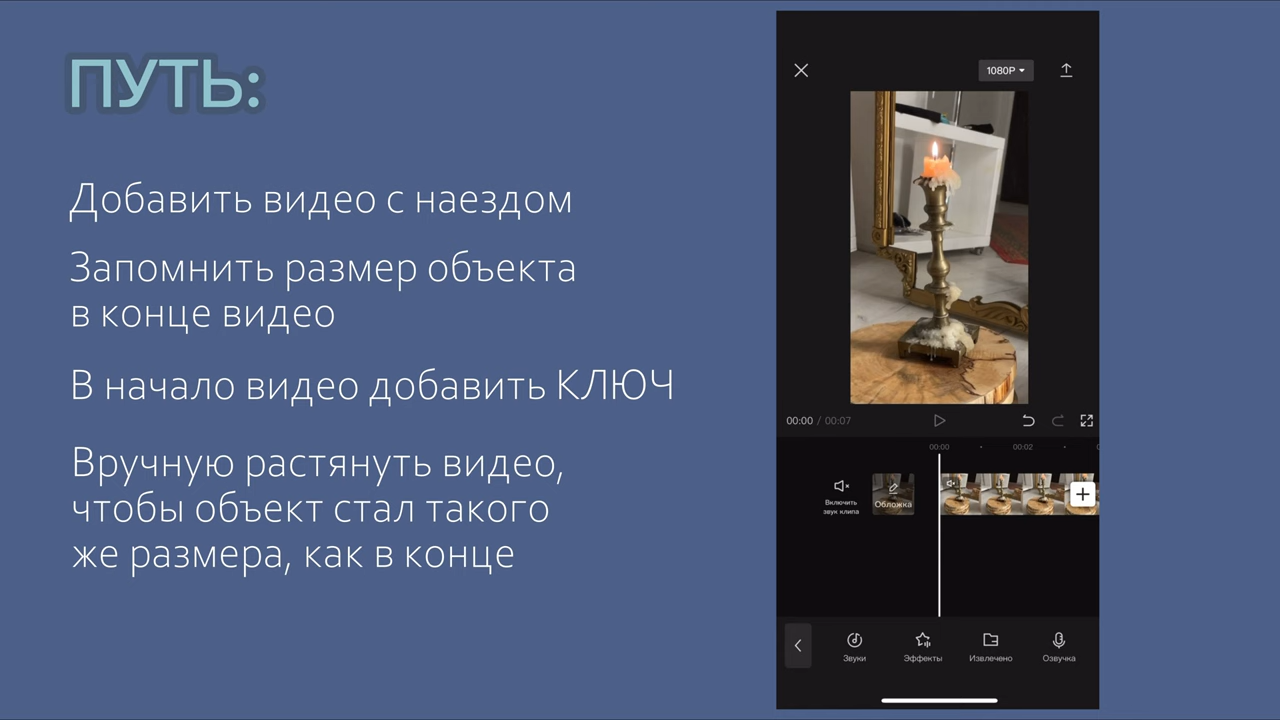 ПУТЬ:
Добавить видео с наездом
Запомнить размер объекта
в конце видео
В начало видео добавить КЛЮЧ
Вручную растянуть видео,
чтобы объект стал такого
же размера, как в конце
1080P
00:00 / 00:07
00:00
00:02
Включить
звук клипа
Обложка
Звуки
Эффекты
Извлечено
Озвучка